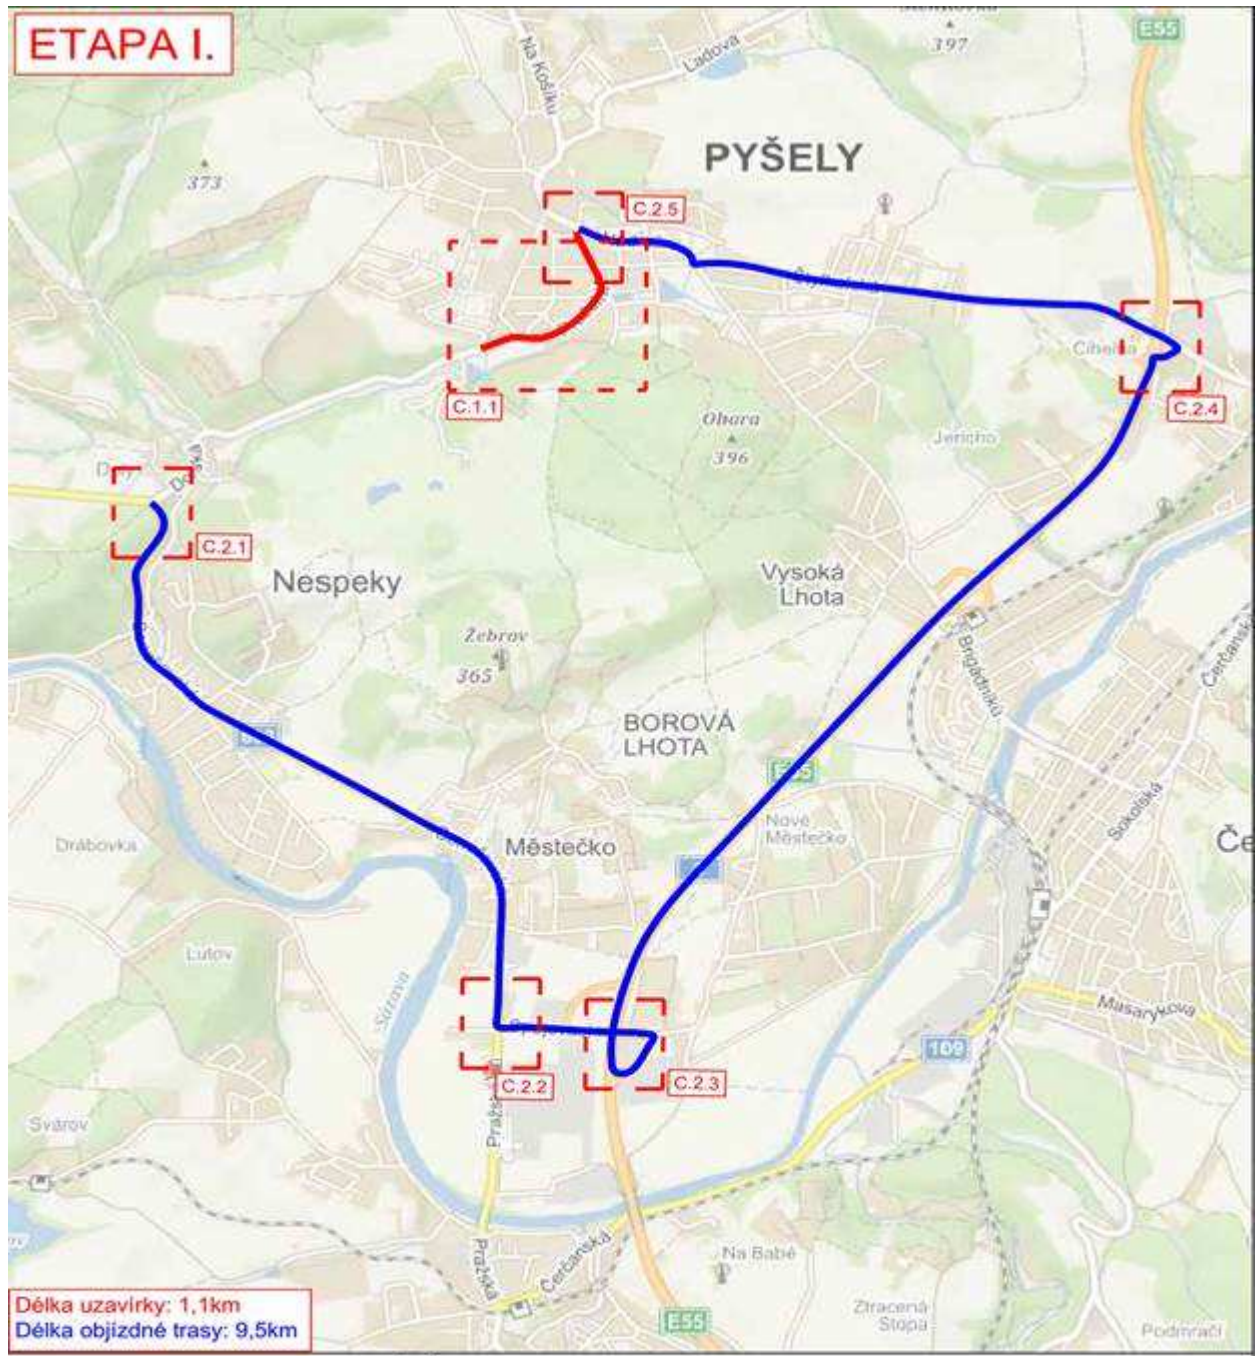 ETAPA I.
E55
397
Na Košíku
Ladova
PYŠELY
373
C.2.5
Cihelna
C.2.4
C.1.1
Ohara
396
Jericho
C.2.1
Nespeky
Vysoká
Lhota
Žebrov
365
Brigádníků
Čerčanská
BOROVÁ
LHOTA
E55
Sokolská
Nové
Městečko
Drábovka
Městečko
Če
Lutov
Sázava
Masarykova
109
C.2.2
C.2.3
Pražská
Svárov
Pražská
Čerčanská
Na Babě
E55
Ztracená
Stopa
Podmračí
Délka uzavírky: 1,1km
Délka objízdné trasy: 9,5km